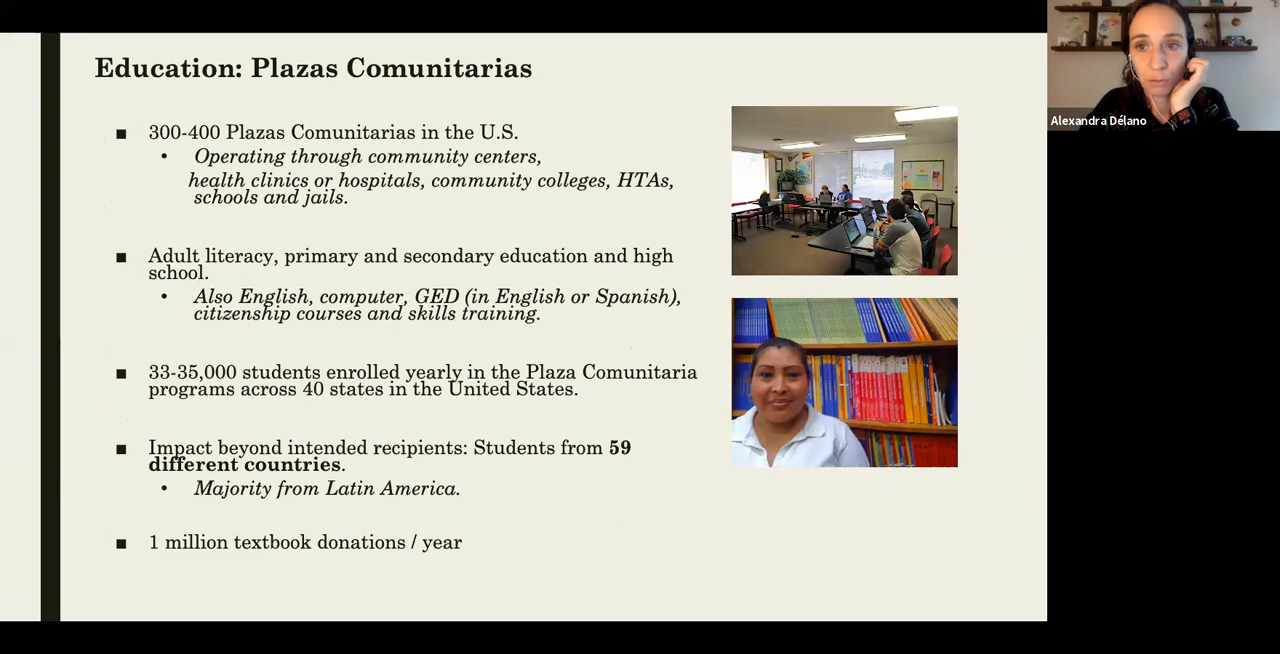 Education: Plazas Comunitarias
■ 300-400 Plazas Comunitarias in the U.S.
• Operating through community centers,
health clinics or hospitals, community colleges, HTAs,
schools and jails.
■ Adult literacy, primary and secondary education and high
school.
• Also English, computer, GED (in English or Spanish),
citizenship courses and skills training.
■ 33-35,000 students enrolled yearly in the Plaza Comunitaria
programs across 40 states in the United States.
■ Impact beyond intended recipients: Students from 59
different countries.
• Majority from Latin America.
■ 1 million textbook donations / year
Alexandra Délano